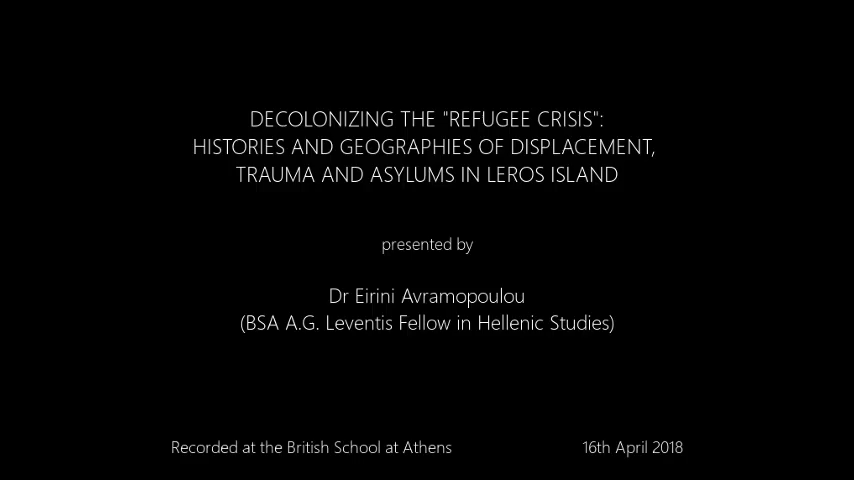 DECOLONIZING THE "REFUGEE CRISIS":
HISTORIES AND GEOGRAPHIES OF DISPLACEMENT,
TRAUMA AND ASYLUMS IN LEROS ISLAND
presented by
Dr Eirini Avramopoulou
(BSA A.G. Leventis Fellow in Hellenic Studies)
Recorded at the British School at Athens 16th April 2018